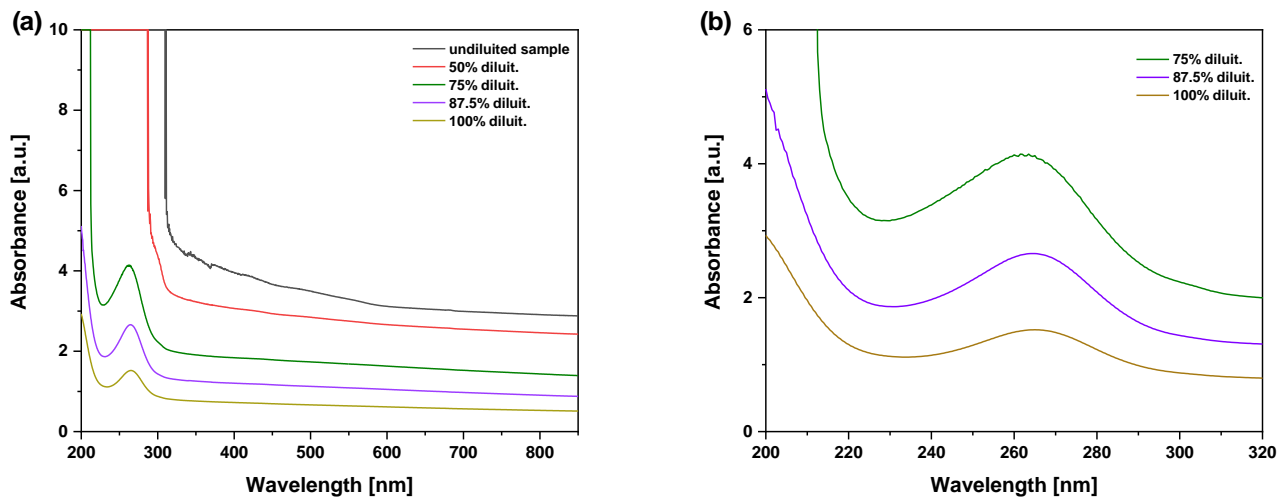 (a)
10
8
6
4
2
0
Absorbance [a.u.]
undiluited sample
50% diluit.
75% diluit.
87.5% diluit.
100% diluit.
200 300 400 500 600 700 800
Wavelength [nm]
(b)
6
4
2
0
Absorbance [a.u.]
75% diluit.
87.5% diluit.
100% diluit.
200 220 240 260 280 300 320
Wavelength [nm]